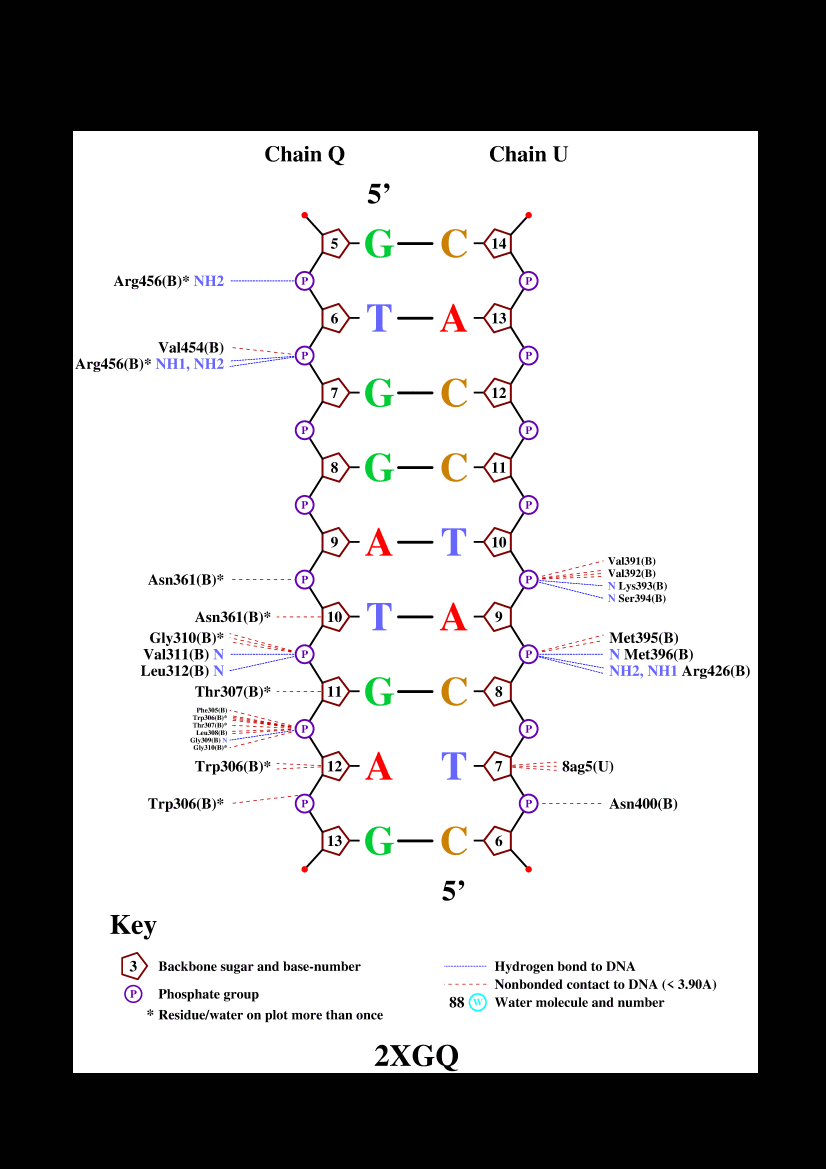 Chain Q Chain U
5’
5 G C 14
P P
Arg456(B)* NH2
6 T A 13
Val454(B)
P P
Arg456(B)* NH1, NH2
7 G C 12
P P
8 G C 11
P P
9 A T 10
Val391(B)
Val392(B)
Asn361(B)* P P
N Lys393(B)
N Ser394(B)
Asn361(B)* 10 T A 9
Gly310(B)* Met395(B)
Val311(B) N P P N Met396(B)
Leu312(B) N NH2, NH1 Arg426(B)
Thr307(B)* 11 G C 8
Phe305(B)
Trp306(B)*
Thr307(B)* P P
Leu308(B)
Gly309(B) N
Gly310(B)*
Trp306(B)* 12 A T 7 8ag5(U)
Trp306(B)* P P Asn400(B)
13 G C 6
5’
Key
3 Backbone sugar and base-number
P Phosphate group
* Residue/water on plot more than once
Hydrogen bond to DNA
Nonbonded contact to DNA (< 3.90A)
88 W Water molecule and number
2XGQ